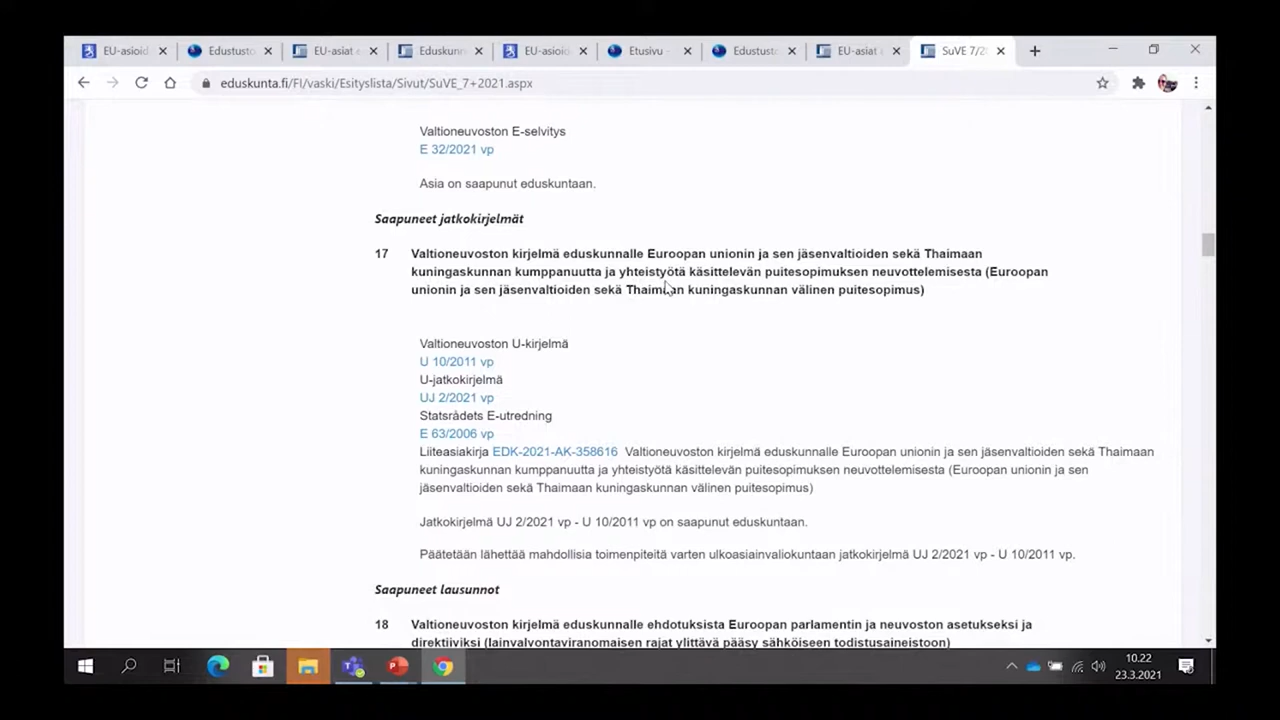 EU-asioid
Edustusto
EU-asiat e
Eduskunn
EU-asioid
Etusivu -
Edustusto
EU-asiat e
SuVE 7/20
eduskunta.fi/FI/vaski/Esityslista/Sivut/SuVE_7+2021.aspx
Valtioneuvoston E-selvitys
E 32/2021 vp
Asia on saapunut eduskuntaan.
Saapuneet jatkokirjelmät
17 Valtioneuvoston kirjelmä eduskunnalle Euroopan unionin ja sen jäsenvaltioiden sekä Thaimaan
kuningaskunnan kumppanuutta ja yhteistyötä käsittelevän puitesopimuksen neuvottelemisesta (Euroopan
unionin ja sen jäsenvaltioiden sekä Thaimaan kuningaskunnan välinen puitesopimus)
Valtioneuvoston U-kirjelmä
U 10/2011 vp
U-jatkokirjelmä
UJ 2/2021 vp
Statsrådets E-utredning
E 63/2006 vp
Liiteasiakirja EDK-2021-AK-358616 Valtioneuvoston kirjelmä eduskunnalle Euroopan unionin ja sen jäsenvaltioiden sekä Thaimaan
kuningaskunnan kumppanuutta ja yhteistyötä käsittelevän puitesopimuksen neuvottelemisesta (Euroopan unionin ja sen
jäsenvaltioiden sekä Thaimaan kuningaskunnan välinen puitesopimus)
Jatkokirjelmä UJ 2/2021 vp - U 10/2011 vp on saapunut eduskuntaan.
Päätetään lähettää mahdollisia toimenpiteitä varten ulkoasiainvaliokuntaan jatkokirjelmä UJ 2/2021 vp - U 10/2011 vp.
Saapuneet lausunnot
18 Valtioneuvoston kirjelmä eduskunnalle ehdotuksista Euroopan parlamentin ja neuvoston asetukseksi ja
direktiiviksi (lainvalvontaviranomaisen rajat ylittävä pääsy sähköiseen todistusaineistoon)
10.22
23.3.2021